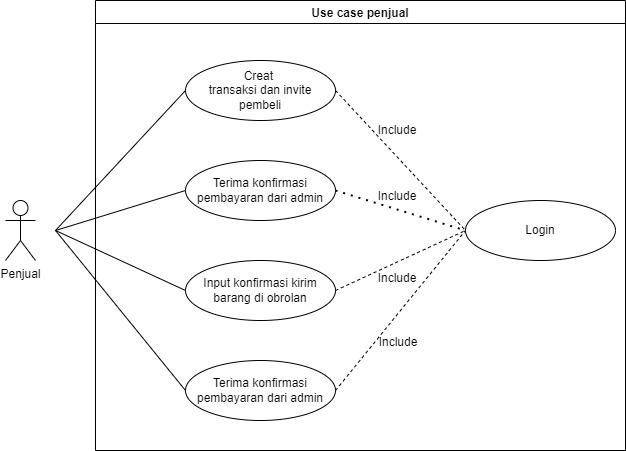 Use case penjual
Creat
transaksi dan invite
pembeli
Include
Terima konfirmasi
pembayaran dari admin
Include
Login
Penjual
Input konfirmasi kirim
barang di obrolan
Include
Include
Terima konfirmasi
pembayaran dari admin